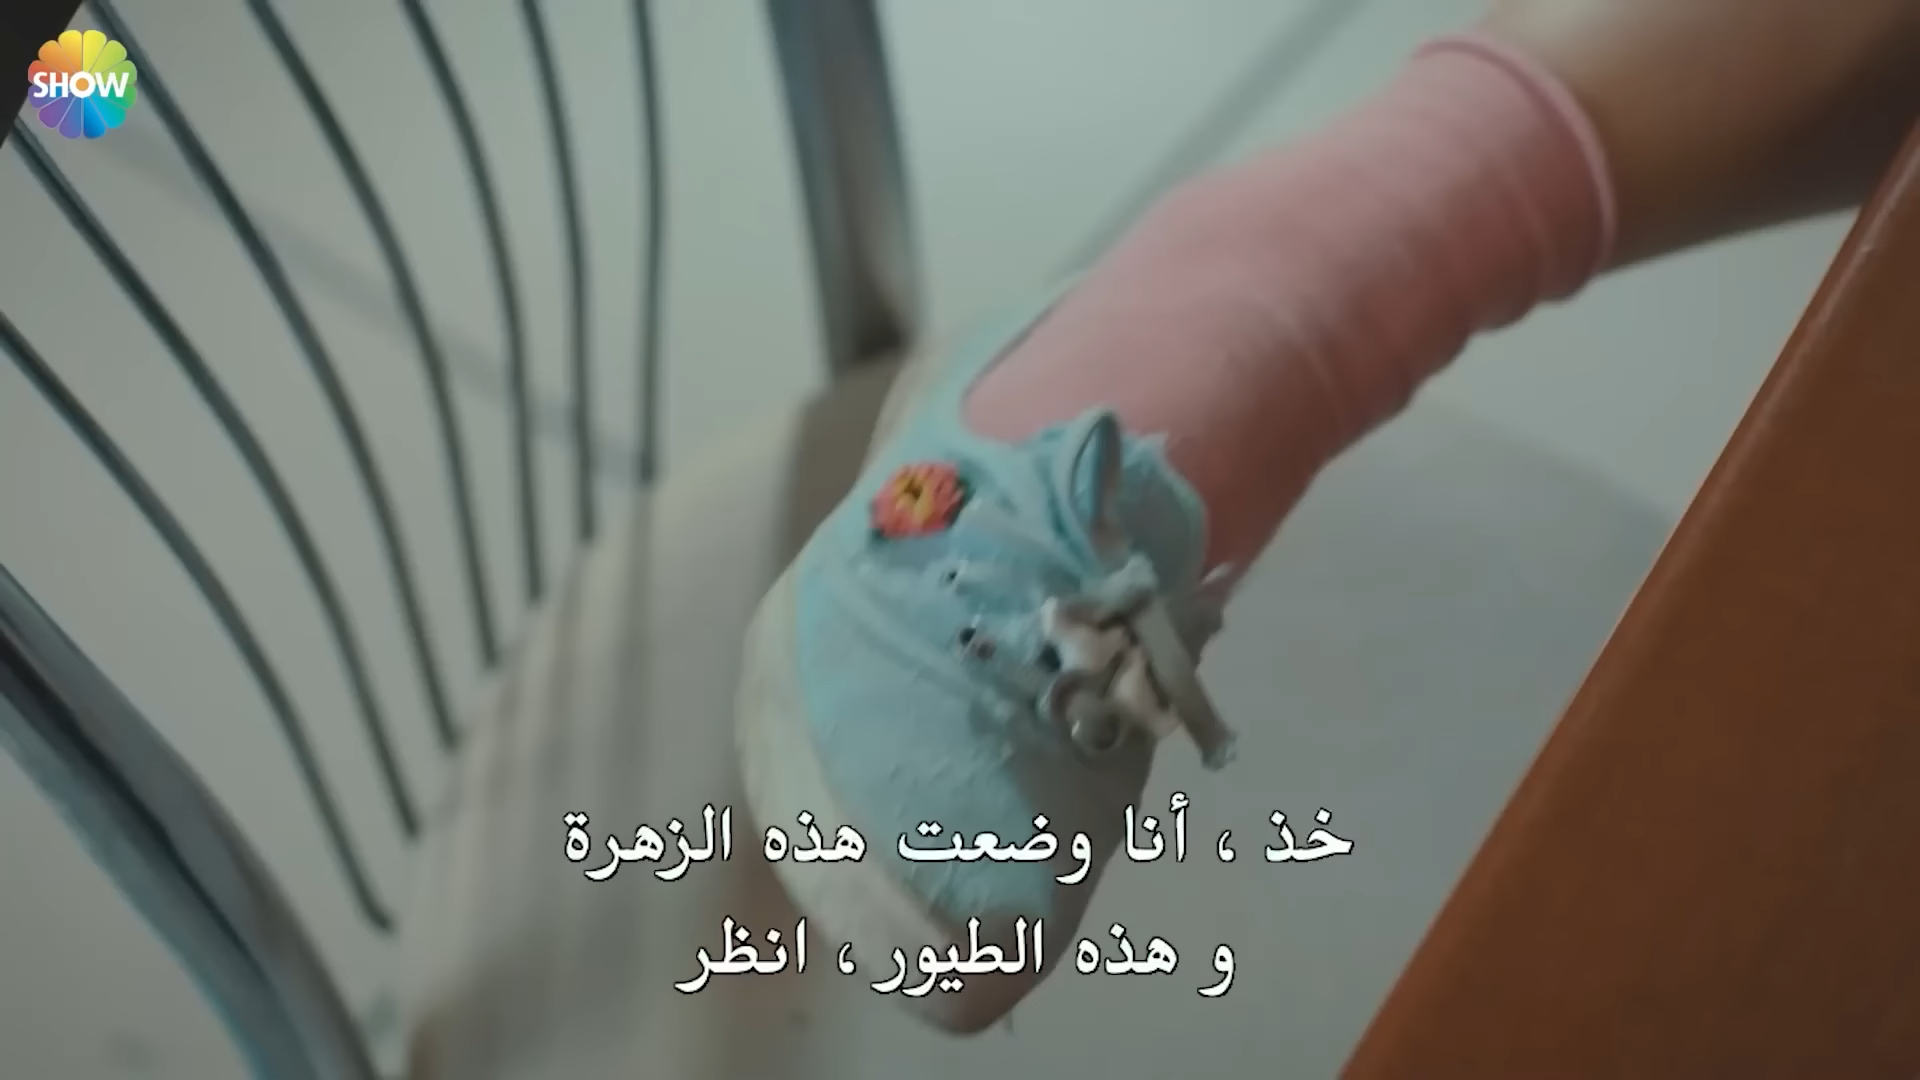 SHOW
خذ ، أنا وضعت هذه الزهرة
و هذه الطيور ، انظر